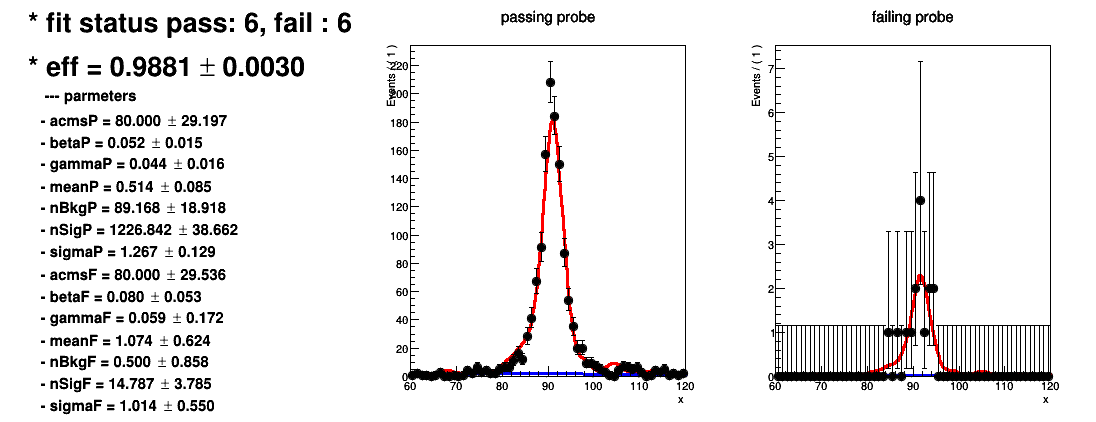 * fit status pass: 6, fail : 6
* eff = 0.9881 ± 0.0030
--- parmeters
- acmsP = 80.000 ± 29.197
- betaP = 0.052 ± 0.015
- gammaP = 0.044 ± 0.016
- meanP = 0.514 ± 0.085
- nBkgP = 89.168 ± 18.918
- nSigP = 1226.842 ± 38.662
- sigmaP = 1.267 ± 0.129
- acmsF = 80.000 ± 29.536
- betaF = 0.080 ± 0.053
- gammaF = 0.059 ± 0.172
- meanF = 1.074 ± 0.624
- nBkgF = 0.500 ± 0.858
- nSigF = 14.787 ± 3.785
- sigmaF = 1.014 ± 0.550
passing probe
Events / ( 1 )
220
200
180
160
140
120
100
80
60
40
20
0
60 70 80 90 100 110 120
x
failing probe
Events / ( 1 )
7
6
5
4
3
2
1
0
60 70 80 90 100 110 120
x